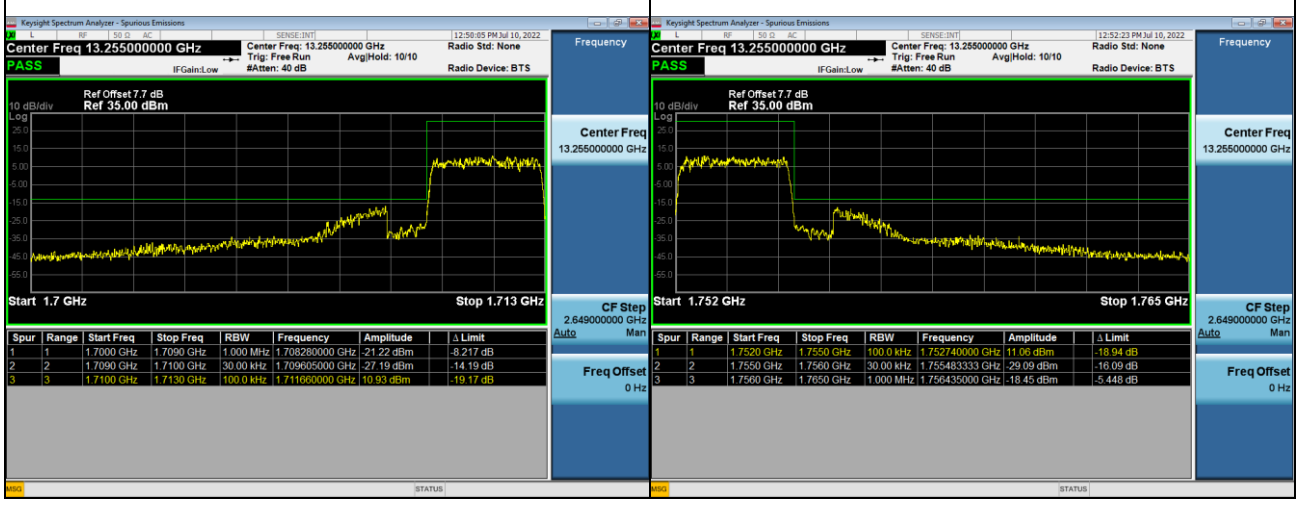 Keysight Spectrum Analyzer - Spurious Emissions
L RF 50 Ω AC SENSE:INT 12:50:05 PM Jul 10, 2022
Center Freq 13.255000000 GHz Center Freq: 13.255000000 GHz Radio Std: None
Trig: Free Run Avg|Hold: 10/10
PASS IFGain:Low #Atten: 40 dB Radio Device: BTS
Ref Offset 7.7 dB
10 dB/div Ref 35.00 dBm
Log
25.0
15.0
5.00
-5.00
-15.0
-25.0
-35.0
-45.0
-55.0
Start 1.7 GHz Stop 1.713 GHz
Spur Range Start Freq Stop Freq RBW Frequency Amplitude Δ Limit
1 1 1.7000 GHz 1.7090 GHz 1.000 MHz 1.708280000 GHz -21.22 dBm -8.217 dB
2 2 1.7090 GHz 1.7100 GHz 30.00 kHz 1.709605000 GHz -27.19 dBm -14.19 dB
3 3 1.7100 GHz 1.7130 GHz 100.0 kHz 1.711660000 GHz 10.93 dBm -19.17 dB
MSG STATUS
Frequency
Center Freq
13.255000000 GHz
CF Step
2.649000000 GHz
Auto Man
Freq Offset
0 Hz
Keysight Spectrum Analyzer - Spurious Emissions
L RF 50 Ω AC SENSE:INT 12:52:23 PM Jul 10, 2022
Center Freq 13.255000000 GHz Center Freq: 13.255000000 GHz Radio Std: None
Trig: Free Run Avg|Hold: 10/10
PASS IFGain:Low #Atten: 40 dB Radio Device: BTS
Ref Offset 7.7 dB
10 dB/div Ref 35.00 dBm
Log
25.0
15.0
5.00
-5.00
-15.0
-25.0
-35.0
-45.0
-55.0
Start 1.752 GHz Stop 1.765 GHz
Spur Range Start Freq Stop Freq RBW Frequency Amplitude Δ Limit
1 1 1.7520 GHz 1.7550 GHz 100.0 kHz 1.752740000 GHz 11.06 dBm -18.94 dB
2 2 1.7550 GHz 1.7560 GHz 30.00 kHz 1.755483333 GHz -29.09 dBm -16.09 dB
3 3 1.7560 GHz 1.7650 GHz 1.000 MHz 1.756435000 GHz -18.45 dBm -5.448 dB
MSG STATUS
Frequency
Center Freq
13.255000000 GHz
CF Step
2.649000000 GHz
Auto Man
Freq Offset
0 Hz